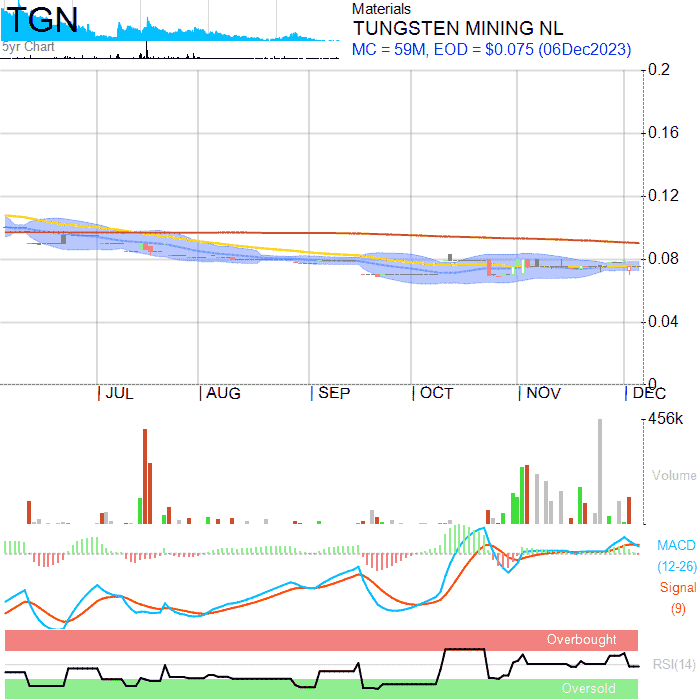 TGN
5yr Chart
Materials
TUNGSTEN MINING NL
MC = 59M, EOD = $0.075 (06Dec2023)
0.2
0.16
0.12
0.08
0.04
0
JUL AUG SEP OCT NOV DEC
456k
Volume
MACD
(12-26)
Signal
(9)
Overbought
RSI(14)
Oversold